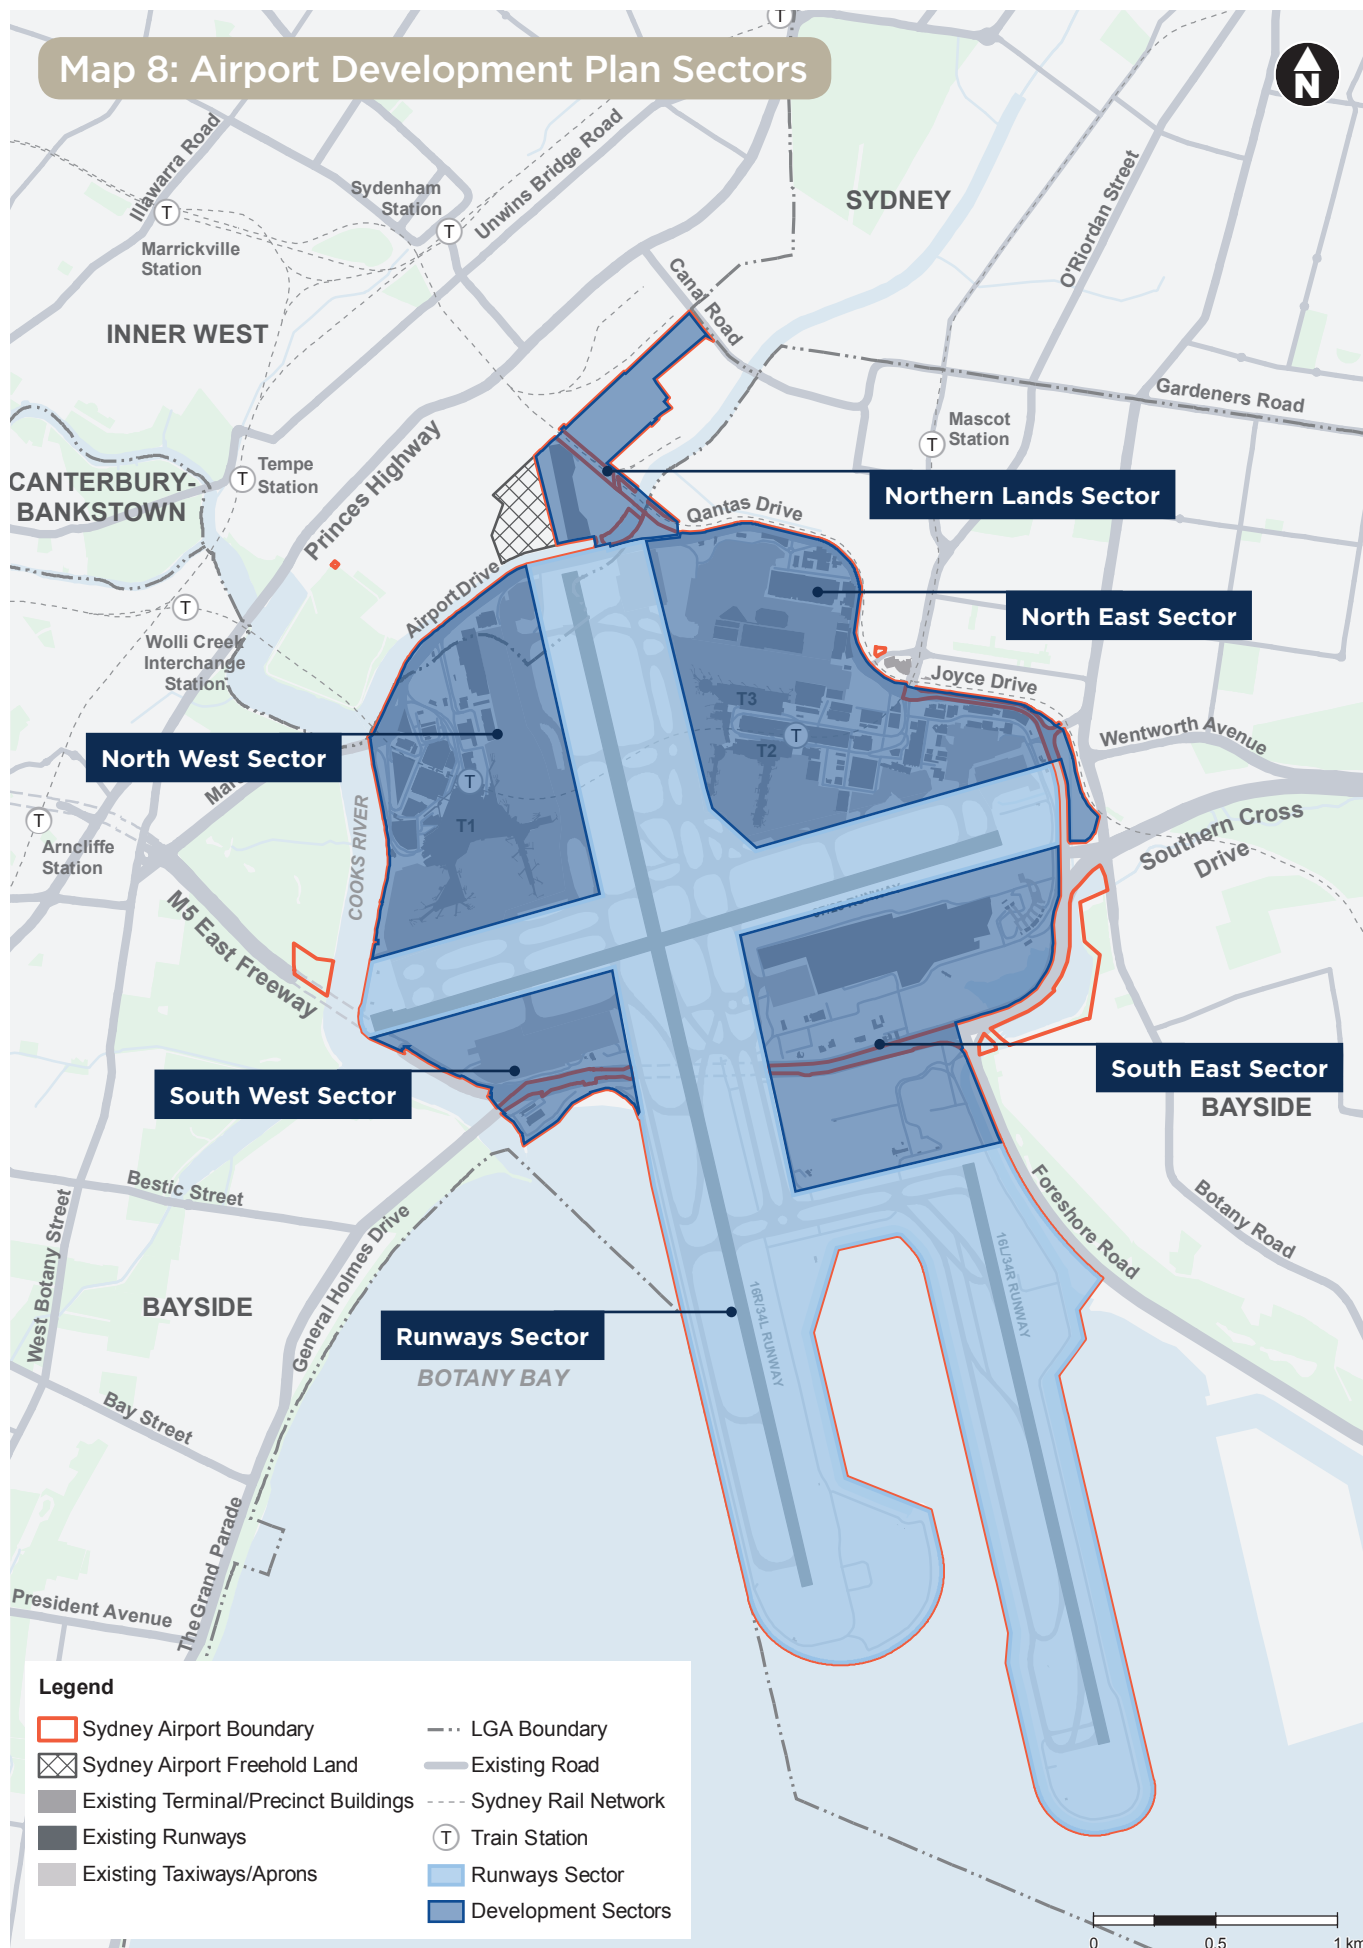 Map 8: Airport Development Plan Sectors
N
T
Illawarra Road
Sydenham
Station
T
Unwins Bridge Road
T
Marrickville
Station
SYDNEY
O'Riordan Street
Canal Road
INNER WEST
Gardeners Road
Mascot
Station
T
Princes Highway
Tempe
Station
T
CANTERBURY-
BANKSTOWN
Northern Lands Sector
Qantas Drive
Airport Drive
T
Wolli Creek
Interchange
Station
North East Sector
Joyce Drive
T3
T2
T
Wentworth Avenue
North West Sector
T
T1
COOKS RIVER
T
Arncliffe
Station
Southern Cross
Drive
M5 East Freeway
South West Sector
South East Sector
BAYSIDE
Bestic Street
West Botany Street
General Holmes Drive
Foreshore Road
Botany Road
BAYSIDE
16R/34L RUNWAY
16L/34R RUNWAY
Runways Sector
BOTANY BAY
Bay Street
The Grand Parade
President Avenue
Legend
Sydney Airport Boundary
Sydney Airport Freehold Land
Existing Terminal/Precinct Buildings
Existing Runways
Existing Taxiways/Aprons
LGA Boundary
Existing Road
Sydney Rail Network
T Train Station
Runways Sector
Development Sectors
0 0.5 1 km